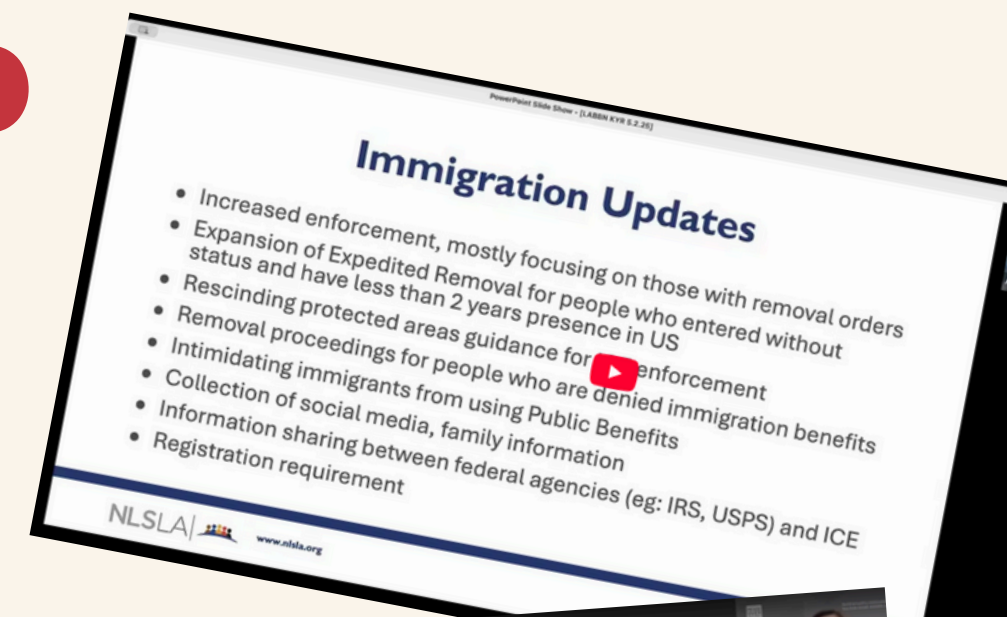 PowerPoint Slide Show - [LABBN KYR 5.2.25]
Immigration Updates
• Increased enforcement, mostly focusing on those with removal orders
• Expansion of Expedited Removal for people who entered without
status and have less than 2 years presence in US
• Rescinding protected areas guidance for enforcement
• Removal proceedings for people who are denied immigration benefits
• Intimidating immigrants from using Public Benefits
• Collection of social media, family information
• Information sharing between federal agencies (eg: IRS, USPS) and ICE
• Registration requirement
NLSLA
www.nlsla.org